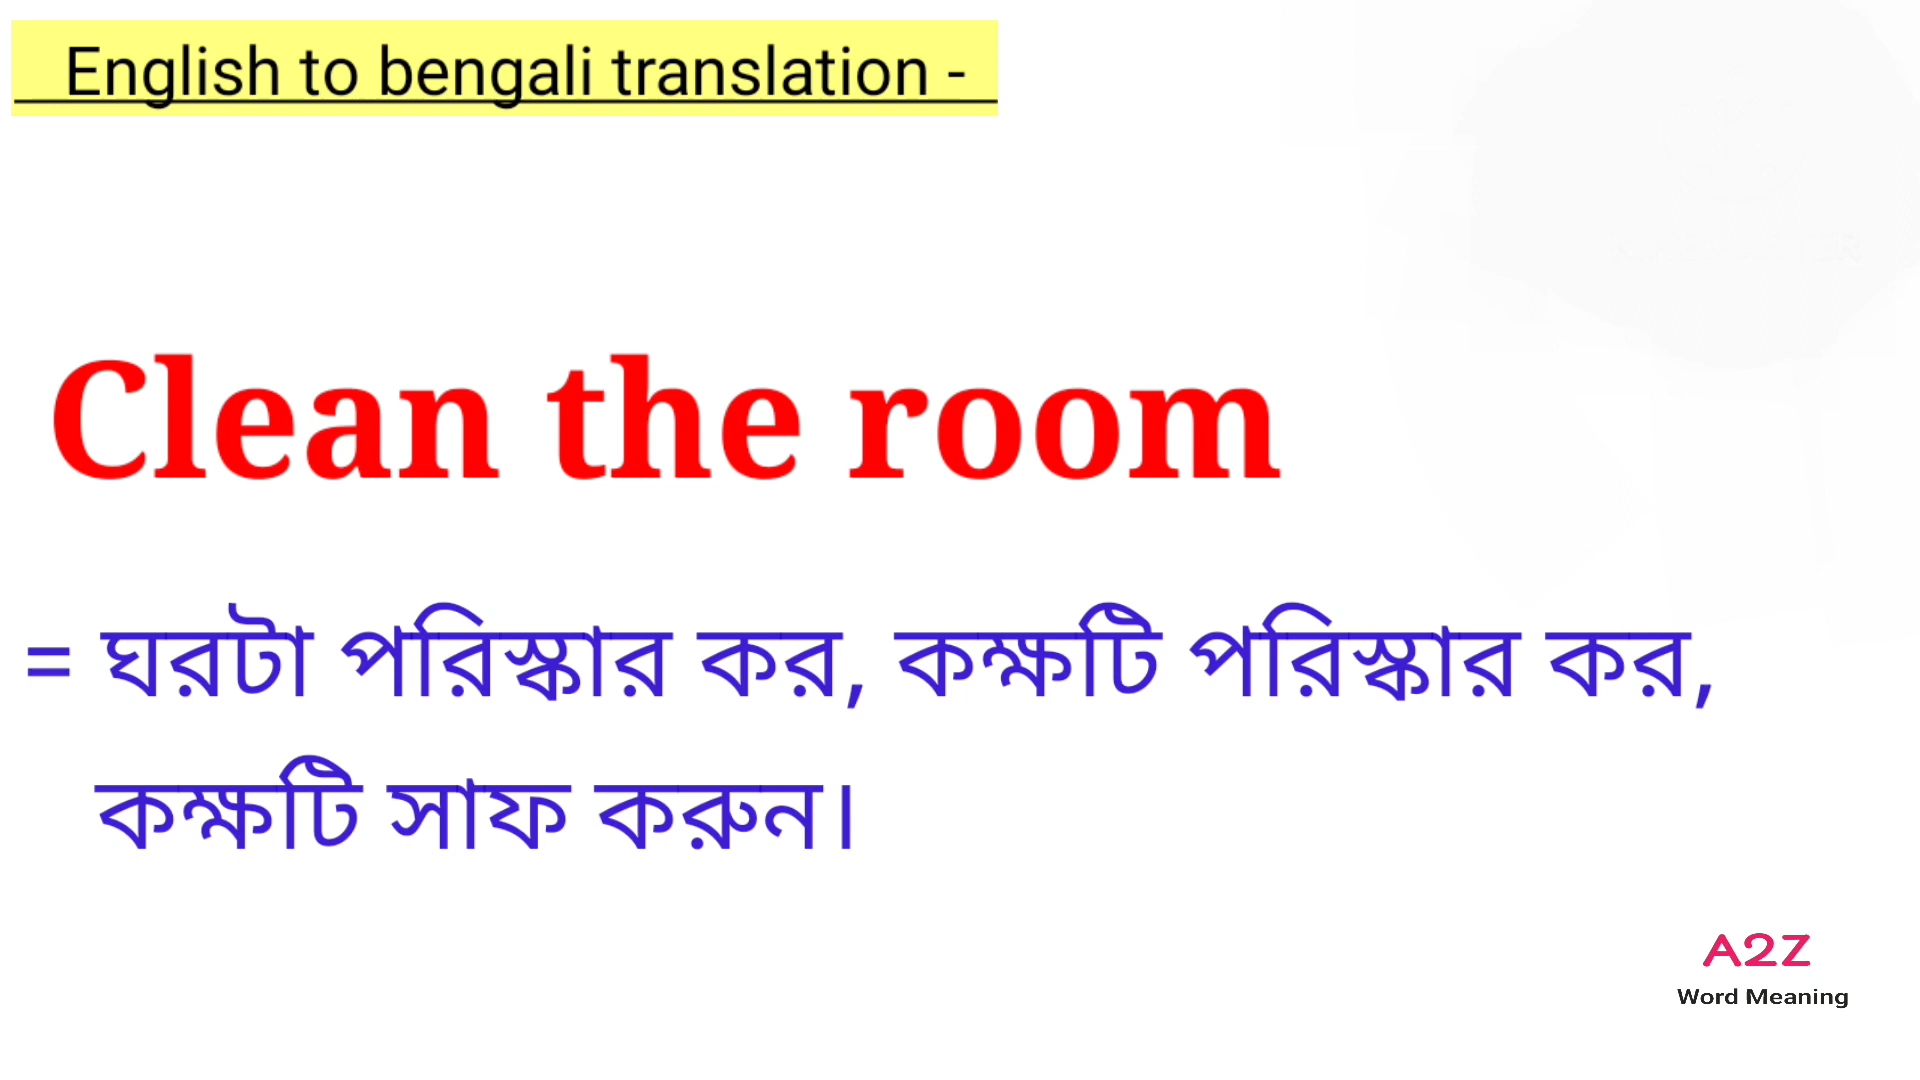 English to bengali translation -
Clean the room
= ঘরটা পরিস্কার কর, কক্ষটি পরিস্কার কর,
কক্ষটি সাফ করুন।
A2Z
Word Meaning